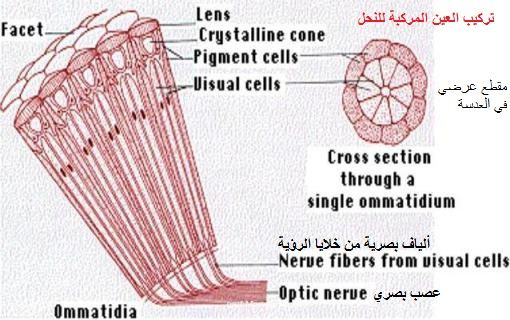 تركيب العين المركبة للنحل
Lens
Facet
Crystalline cone
Pigment cells
Visual cells
مقطع عرضي
في العدسة
Cross section
through a
single ommatidium
ألياف بصرية من خلايا الرؤية
Nerve fibers from visual cells
Optic nerve عصب بصري
Ommatidia